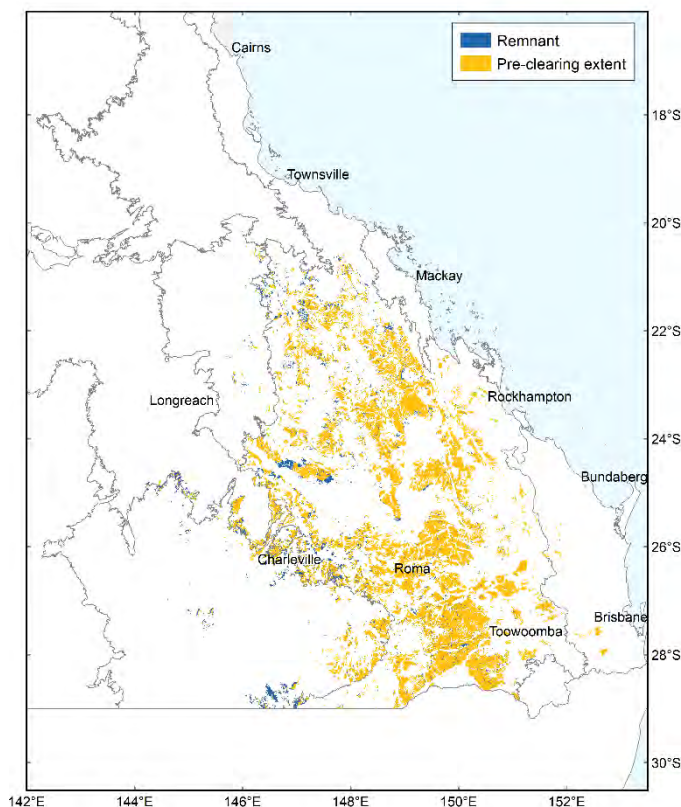 Cairns
Remnant
Pre-clearing extent
18°S
Townsville
20°S
Mackay
22°S
Longreach
Rockhampton
24°S
Bundaberg
26°S
Charleville
Roma
Brisbane
Toowoomba
28°S
30°S
142°E 144°E 146°E 148°E 150°E 152°E